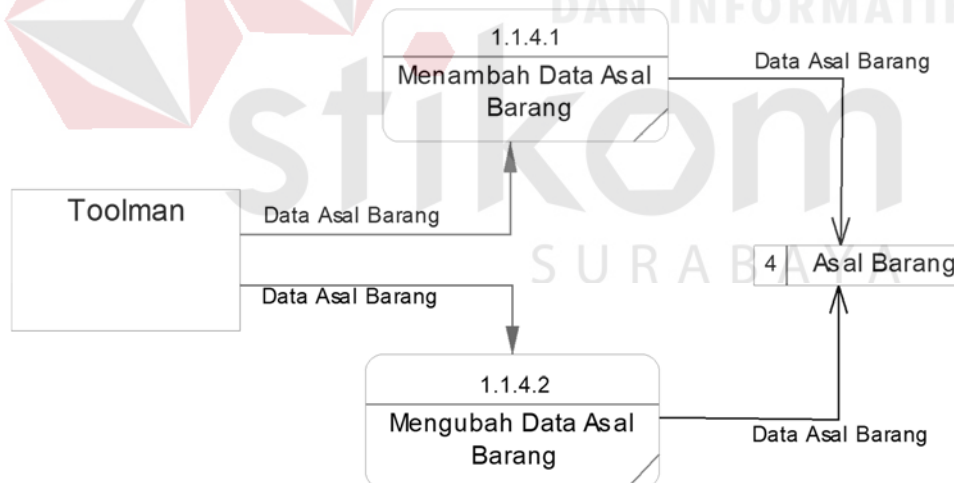 DAN INFORMATIK
1.1.4.1
Menambah Data Asal
Barang
Data Asal Barang
stikom
SURABAYA
Toolman
Data Asal Barang
Data Asal Barang
4 Asal Barang
1.1.4.2
Mengubah Data Asal
Barang
Data Asal Barang